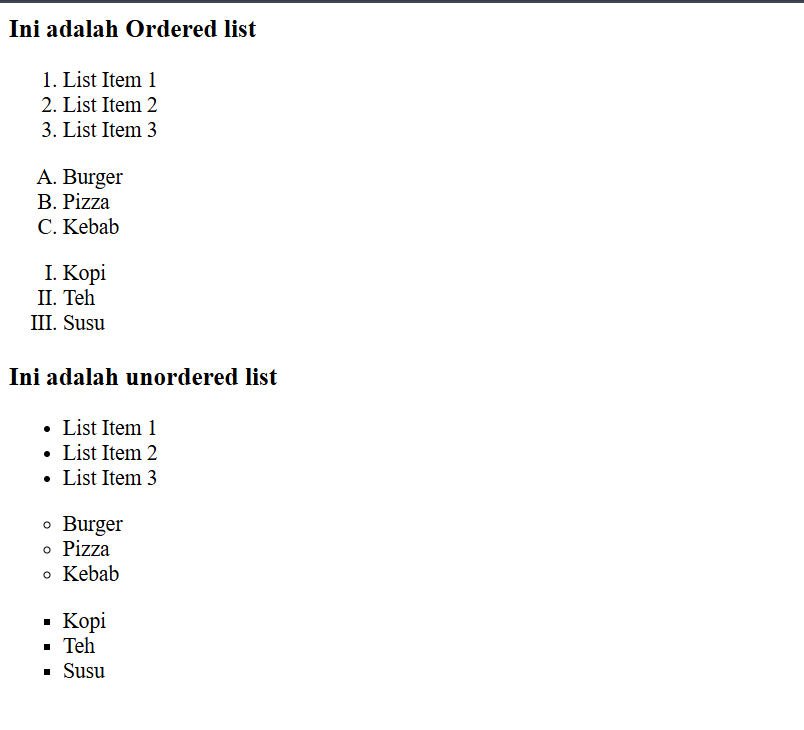 Ini adalah Ordered list
1. List Item 1
2. List Item 2
3. List Item 3
A. Burger
B. Pizza
C. Kebab
I. Kopi
II. Teh
III. Susu
Ini adalah unordered list
• List Item 1
• List Item 2
• List Item 3
◦ Burger
◦ Pizza
◦ Kebab
▪ Kopi
▪ Teh
▪ Susu